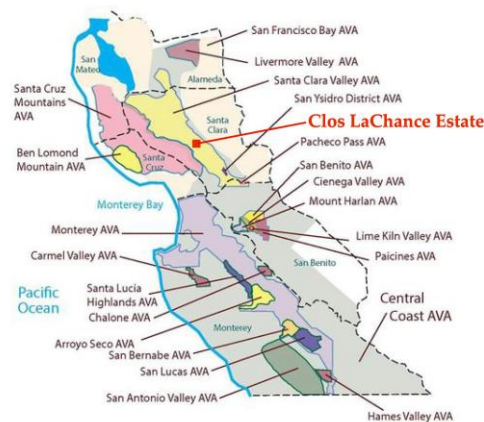 San Francisco Bay AVA
San
Mateo
Livermore Valley AVA
Alameda
Santa Clara Valley AVA
Santa Cruz
Mountains
AVA
San Ysidro District AVA
Santa
Clara
Clos LaChance Estate
Pacheco Pass AVA
Ben Lomond
Mountain AVA
Santa
Cruz
San Benito AVA
Cienega Valley AVA
Mount Harlan AVA
Monterey Bay
Monterey AVA
Lime Kiln Valley AVA
Paicines AVA
Carmel Valley AVA
San Benito
Pacific
Ocean
Santa Lucia
Highlands AVA
Chalone AVA
Central
Coast AVA
Monterey
Arroyo Seco AVA
San Bernabe AVA
San Lucas AVA
San Antonio Valley AVA
Hames Valley AVA